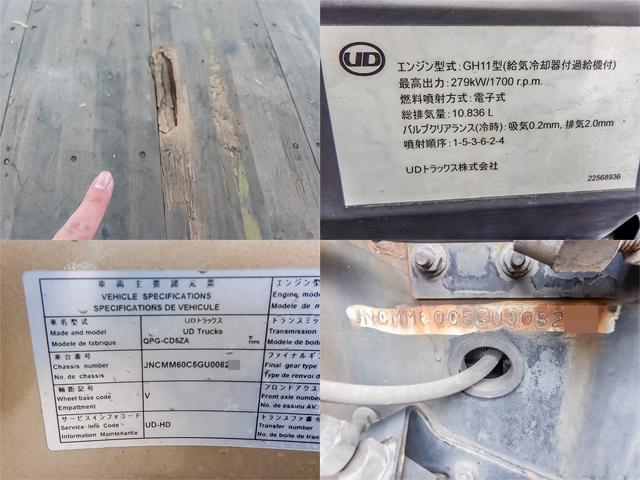 UD
エンジン型式:GH11型(給気冷却器付過給機付)
最高出力:279kW/1700 r.p.m.
燃料噴射方式:電子式
総排気量:10.836 L
バルブクリアランス(冷時):吸気0.2mm, 排気2.0mm
噴射順序:1-5-3-6-2-4
UDトラックス株式会社
22568936
車両主要諸元票
VEHICLE SPECIFICATIONS
SPECIFICATIONS DE VEHICULE
エンジン型
Engine mod
Modele de m
車名型式
Made and model
Modele de fabrique
UDトラックス
UD Trucks
QPG-CD5ZA
TYPE
トランスミッ
Transmission
Modele de boit
車台番号
Chassis number
No. de chassis
JNCMM60C5GU0082
ファイナルギ
Final gear type
Type de renvoi d
軸距記号
Wheel base code
Empattement
V
フロントアクス
Front axle number
No. de essieu AV.
サービスインフォコード
Service Info Code
Information Maintenance
UD-HD
トランスファ番号
Transfer number
No. de boite de tran
JNCMM60C5GU0082